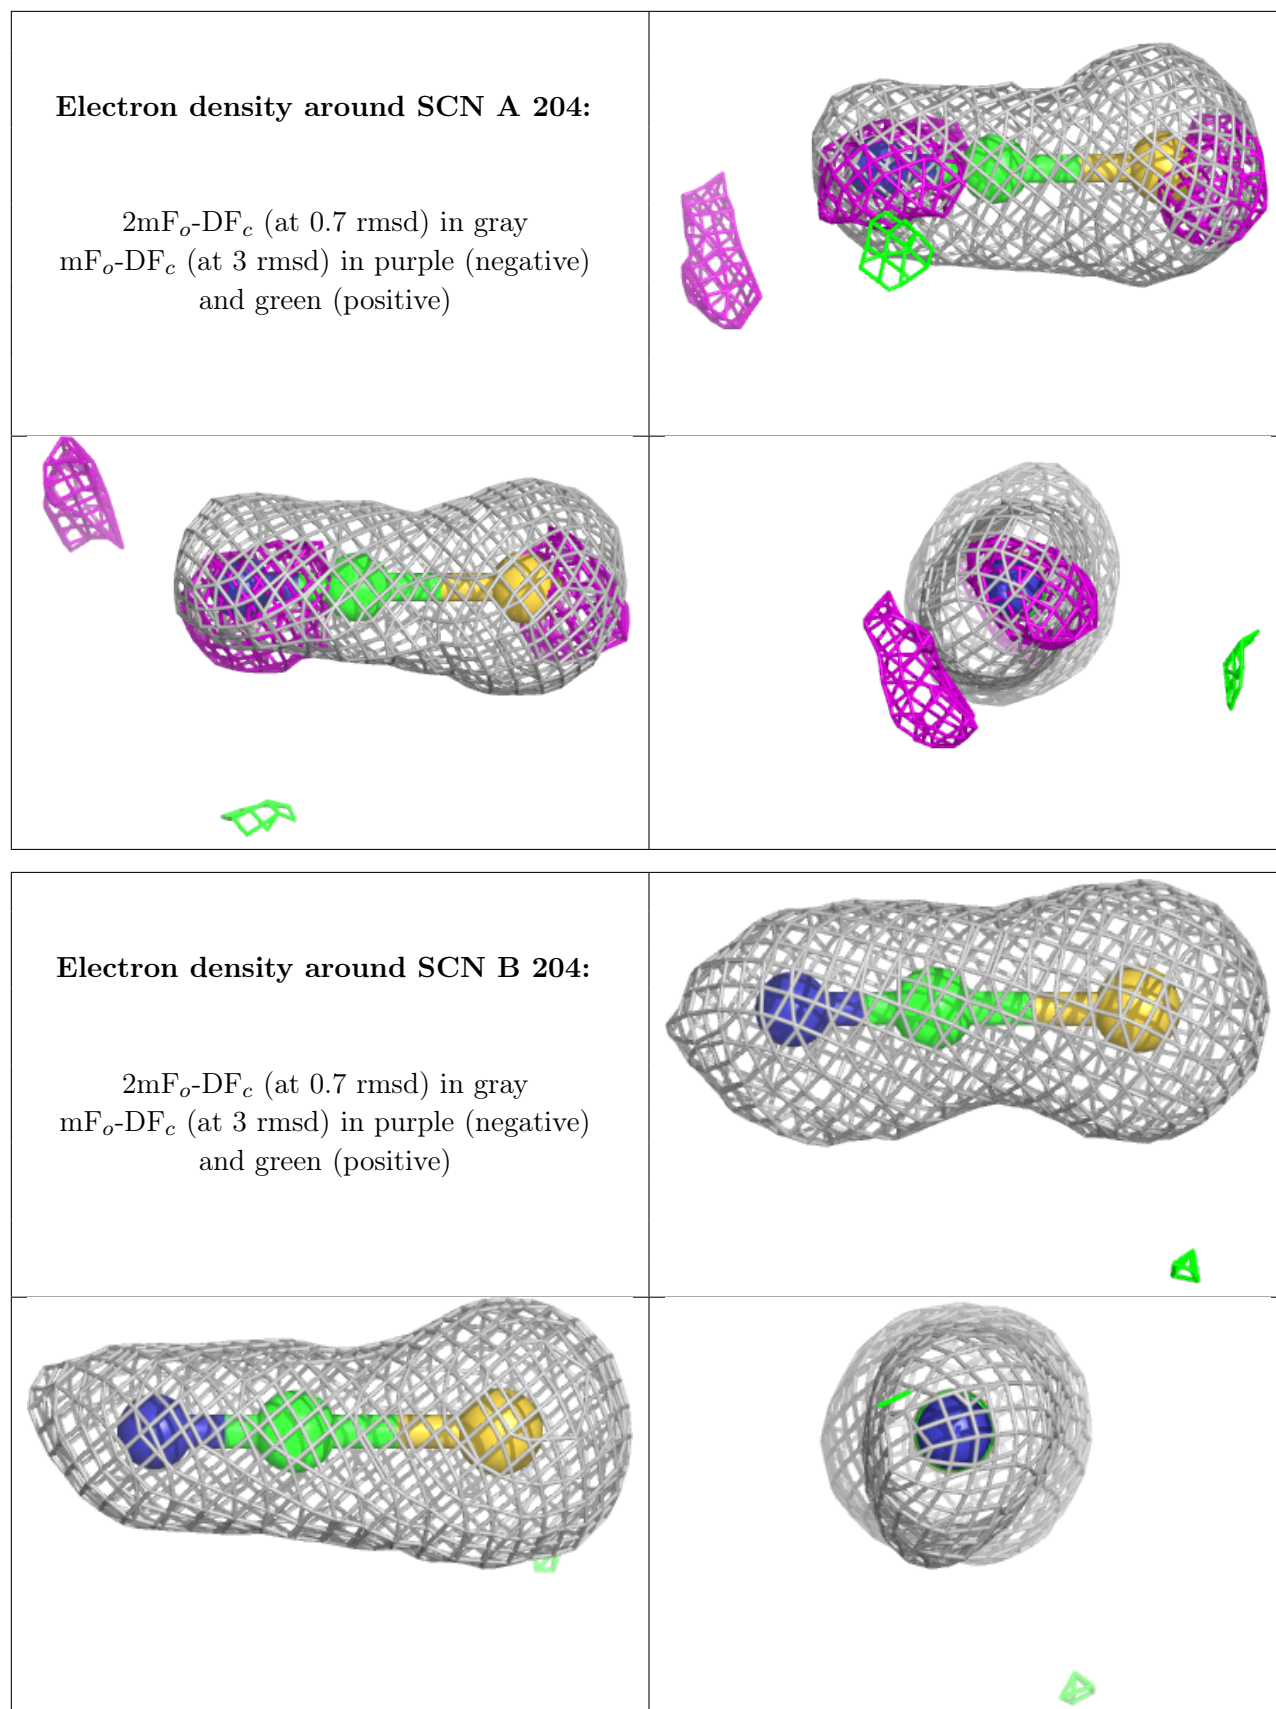 Electron density around SCN A 204:
2mFo-DFc (at 0.7 rmsd) in gray
mFo-DFc (at 3 rmsd) in purple (negative)
and green (positive)
Electron density around SCN B 204:
2mFo-DFc (at 0.7 rmsd) in gray
mFo-DFc (at 3 rmsd) in purple (negative)
and green (positive)